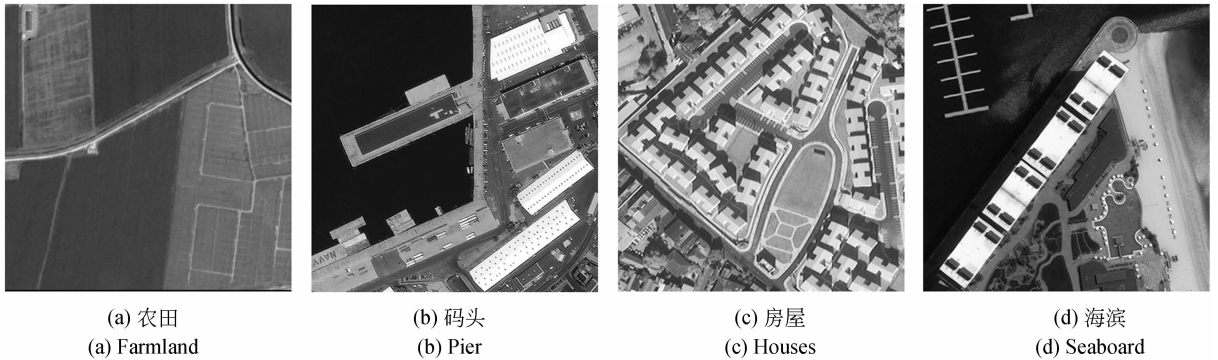 NAVY
(a) 农田
(a) Farmland
(b) 码头
(b) Pier
(c) 房屋
(c) Houses
(d) 海滨
(d) Seaboard